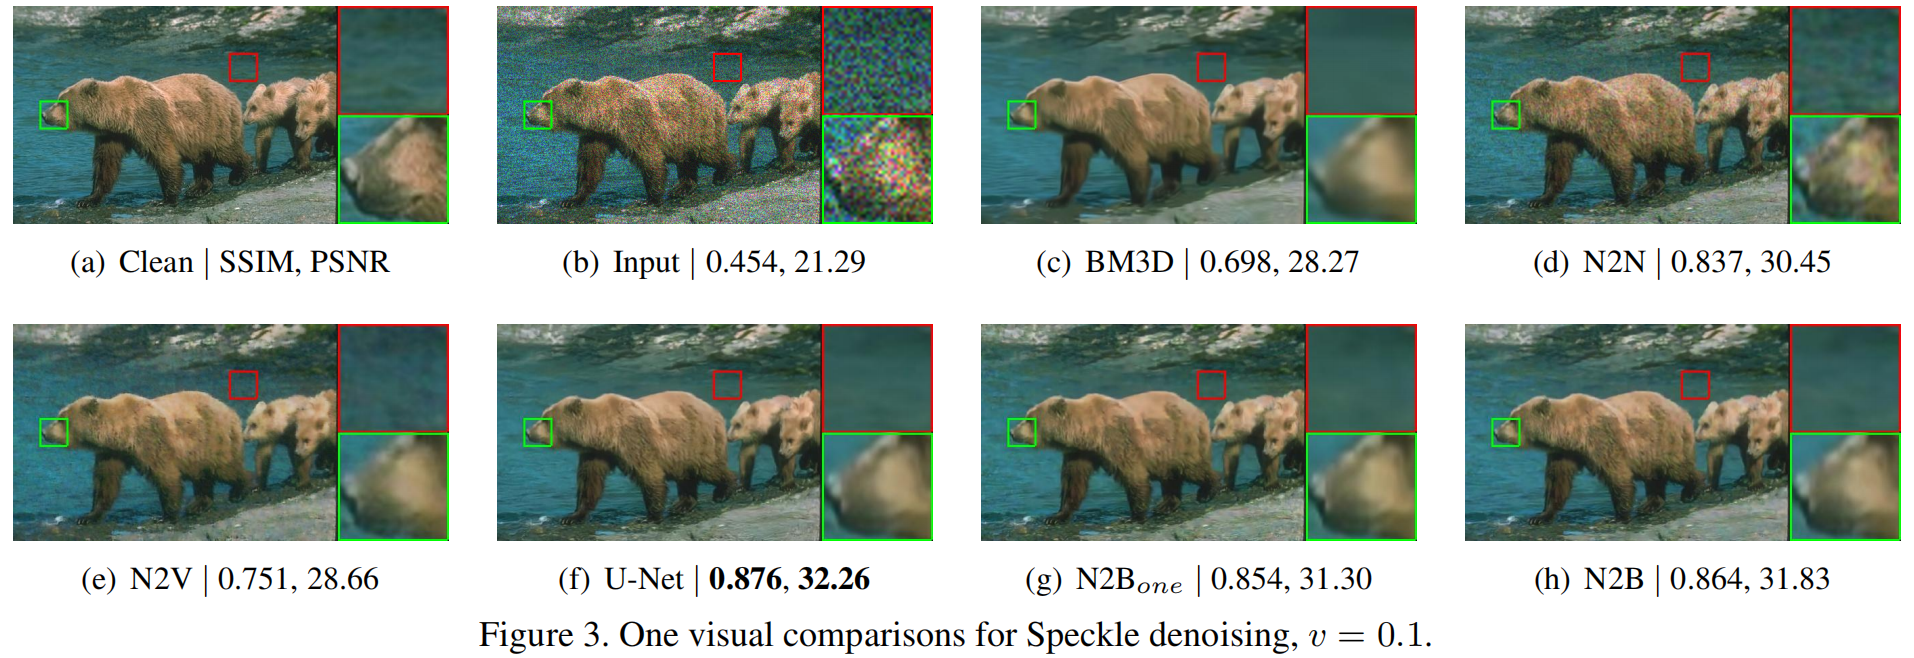 (a) Clean | SSIM, PSNR
(b) Input | 0.454, 21.29
(c) BM3D | 0.698, 28.27
(d) N2N | 0.837, 30.45
(e) N2V | 0.751, 28.66
(f) U-Net | 0.876, 32.26
(g) N2Bone | 0.854, 31.30
(h) N2B | 0.864, 31.83
Figure 3. One visual comparisons for Speckle denoising, v = 0.1.